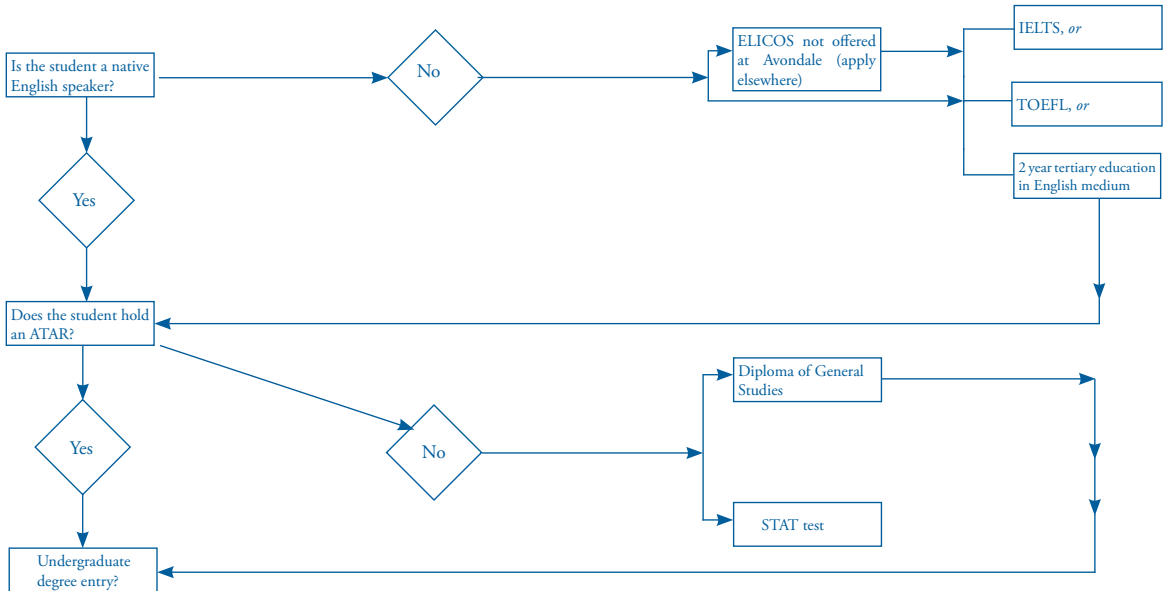 Is the student a native
English speaker?
No
ELICOS not offered
at Avondale (apply
elsewhere)
IELTS, or
TOEFL, or
2 year tertiary education
in English medium
Yes
Does the student hold
an ATAR?
Yes
No
Diploma of General
Studies
STAT test
Undergraduate
degree entry?